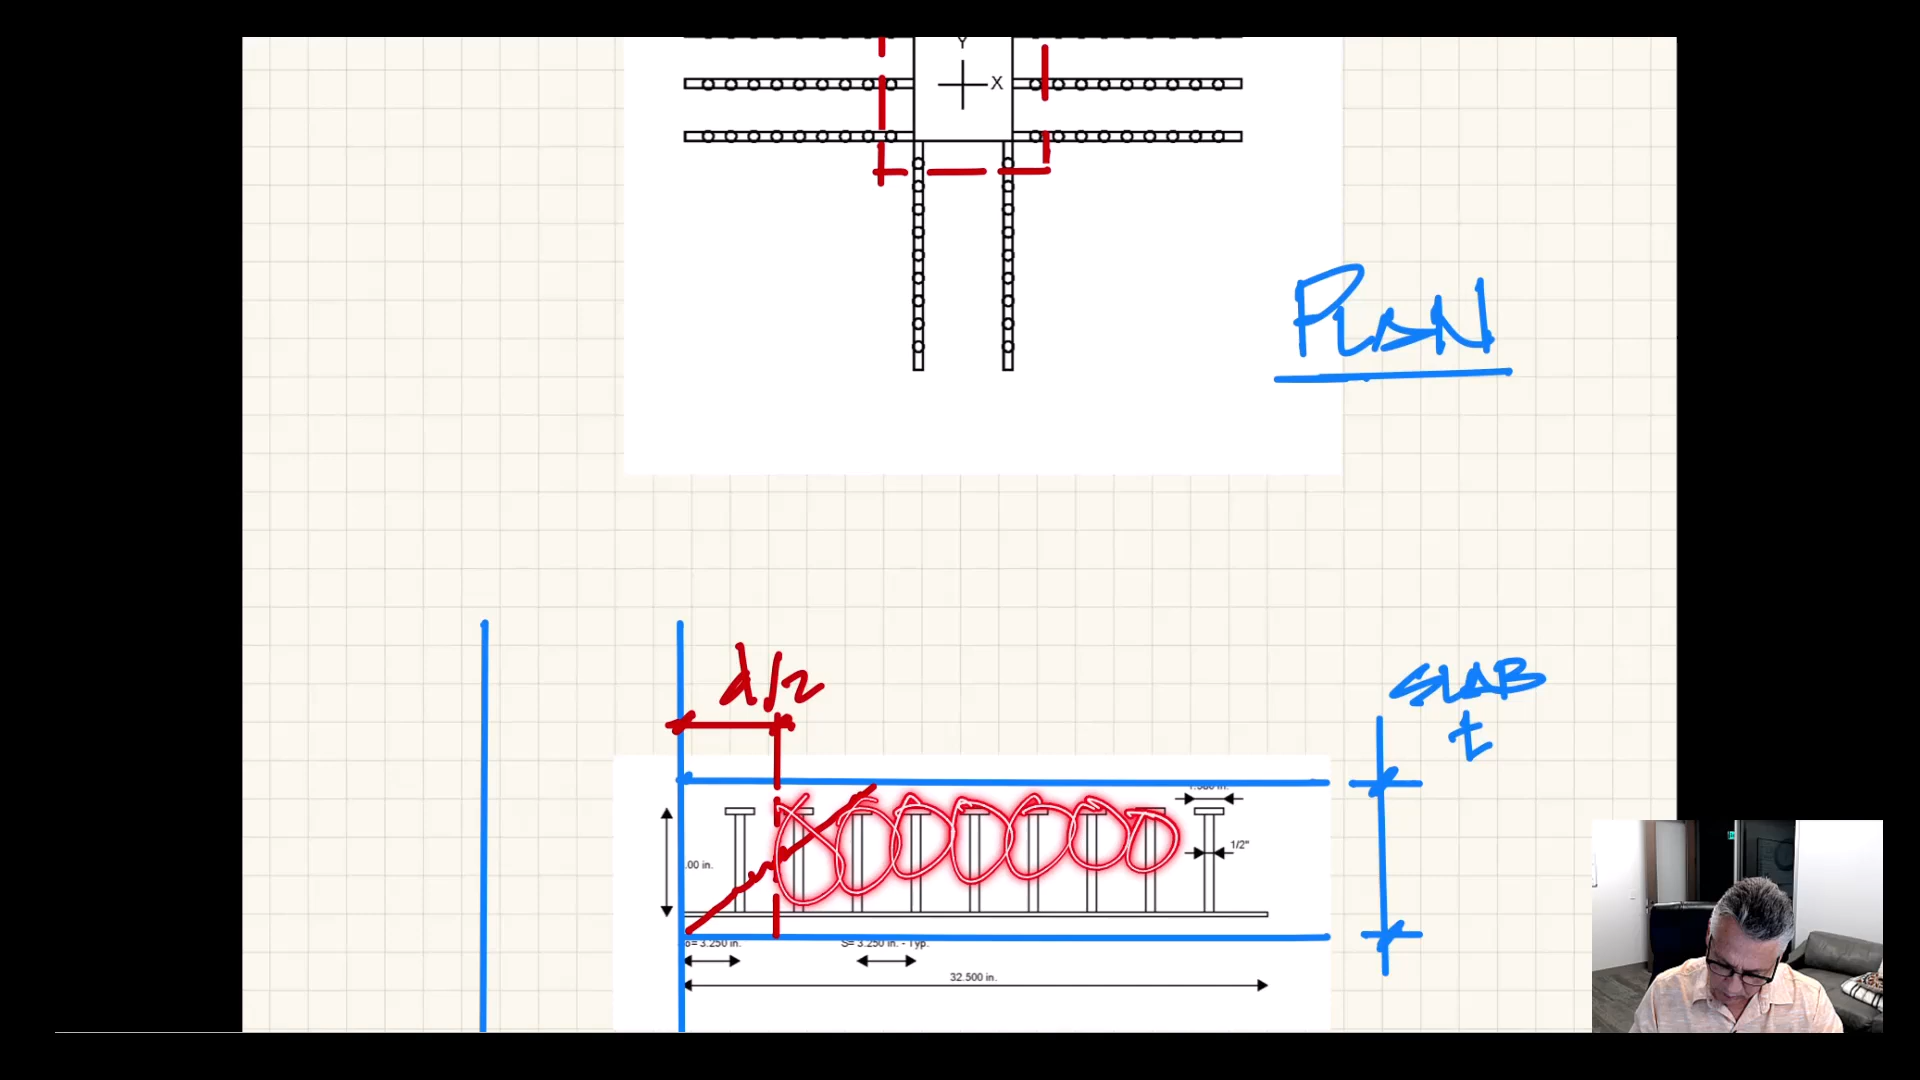 Y
X
PLAN
d/2
SLAB
t
1/2"
.00 in.
= 3.250 in.
S= 3.250 in. - Typ.
32.500 in.